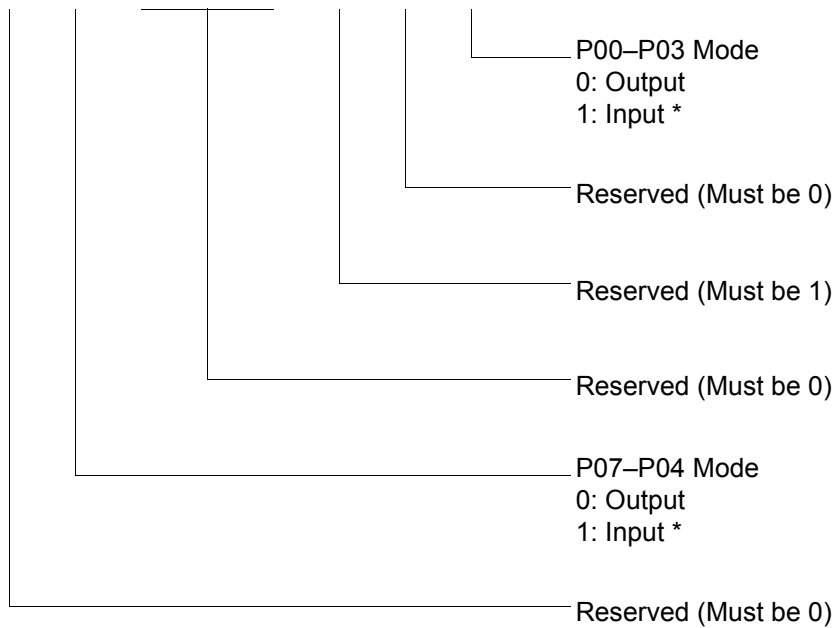 P00–P03 Mode
0: Output
1: Input *
Reserved (Must be 0)
Reserved (Must be 1)
Reserved (Must be 0)
P07–P04 Mode
0: Output
1: Input *
Reserved (Must be 0)